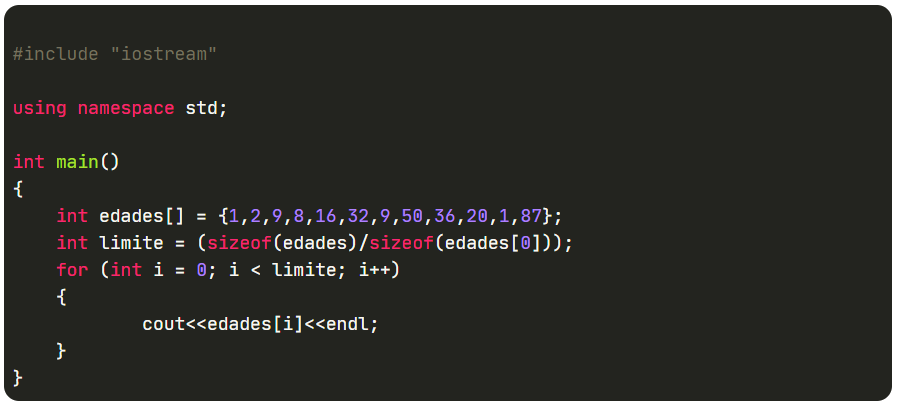 #include "iostream"
using namespace std;
int main()
{
    int edades[] = {1,2,9,8,16,32,9,50,36,20,1,87};
    int limite = (sizeof(edades)/sizeof(edades[0]));
    for (int i = 0; i < limite; i++)
    {
            cout<<edades[i]<<endl;
    }
}